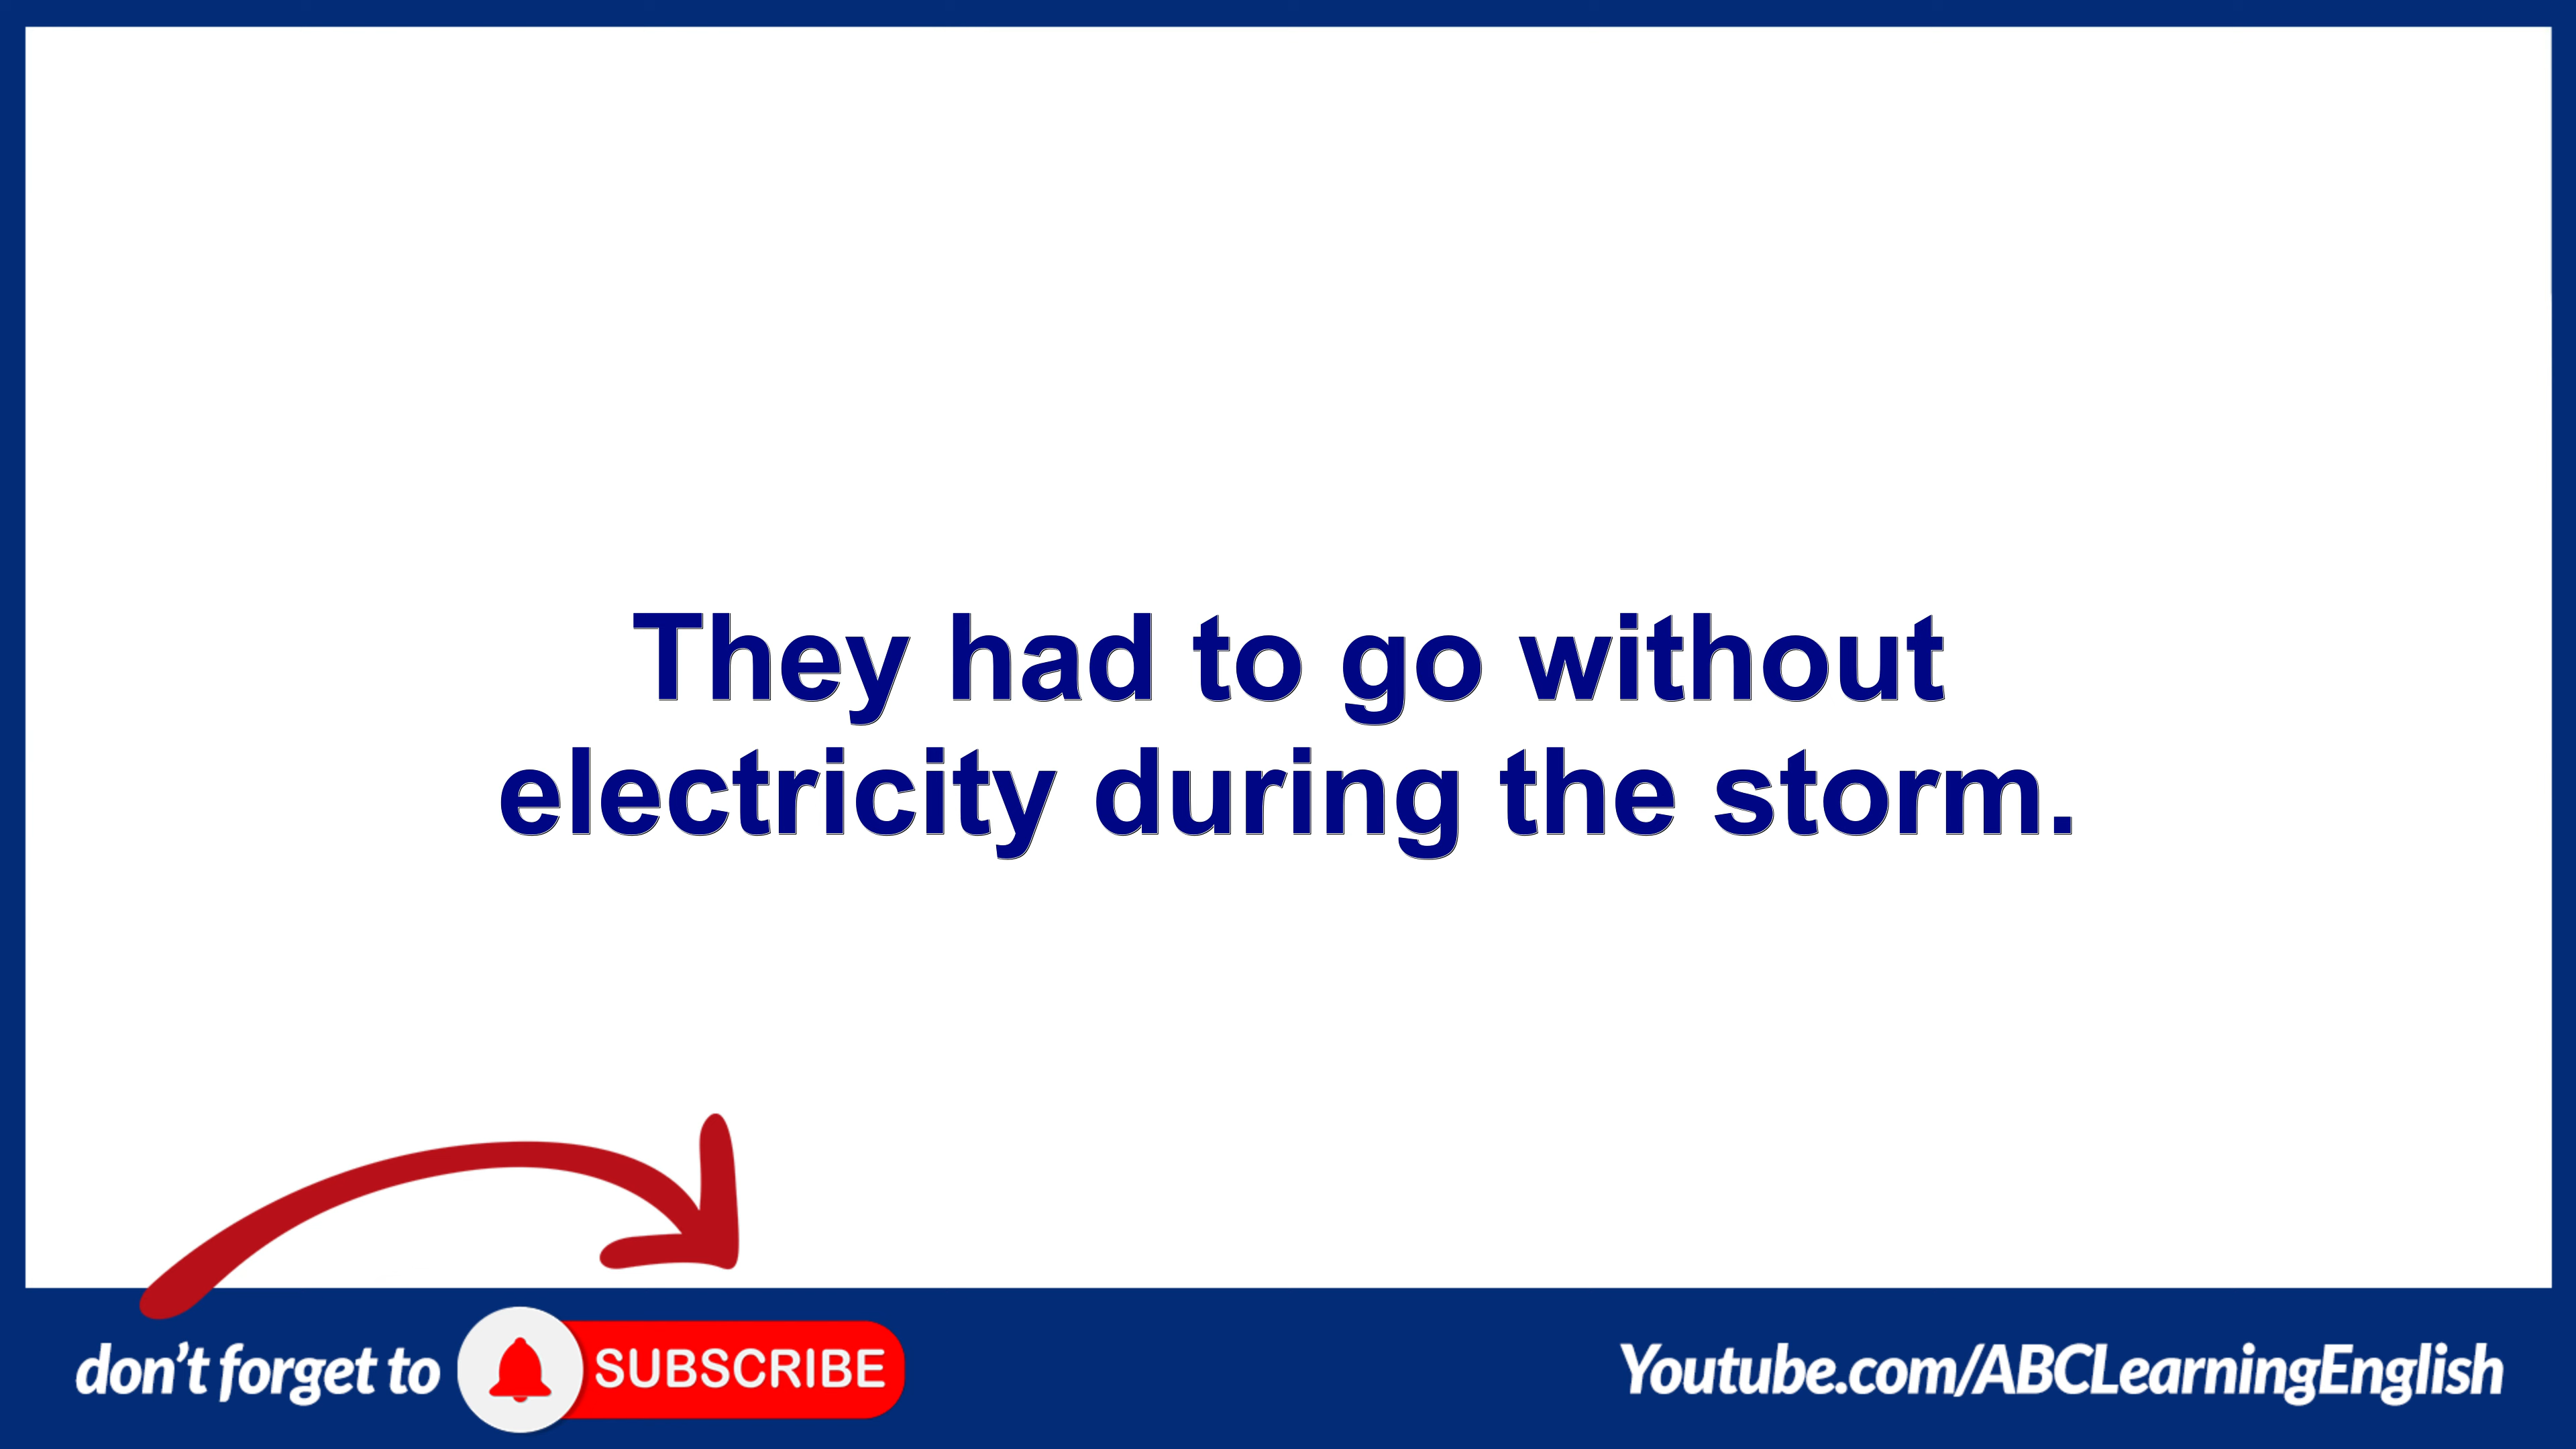 They had to go without
electricity during the storm.
don't forget to SUBSCRIBE
Youtube.com/ABCLearningEnglish